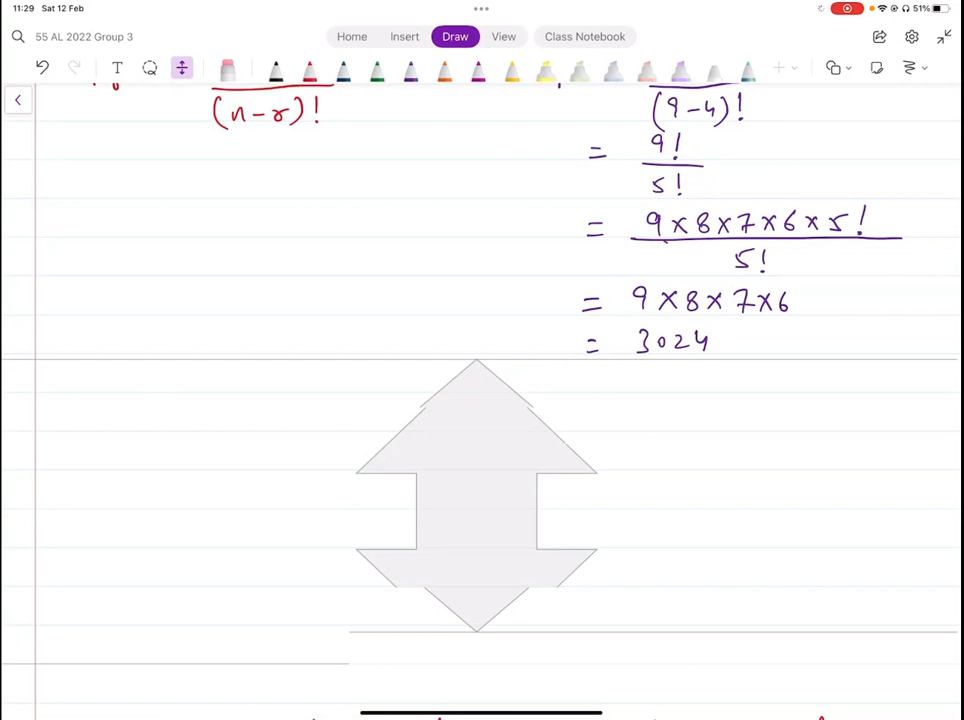 11:29 Sat 12 Feb
51%
55 AL 2022 Group 3
Home Insert Draw View Class Notebook
T
(n-r)!
(9-4)!
= 9!
5!
= 9×8×7×6×5!
5!
= 9×8×7×6
= 3024